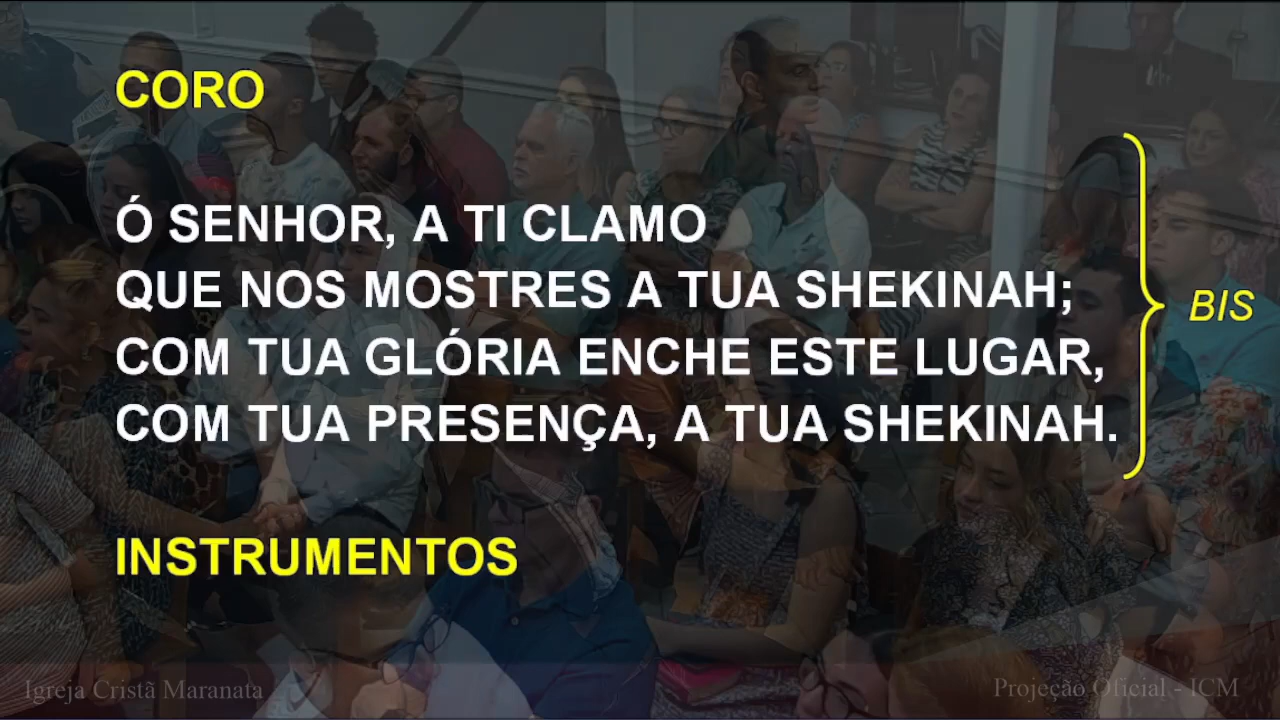 CORO
Ó SENHOR, A TI CLAMO
QUE NOS MOSTRES A TUA SHEKINAH;
COM TUA GLÓRIA ENCHE ESTE LUGAR,
COM TUA PRESENÇA, A TUA SHEKINAH.
BIS
INSTRUMENTOS
Igreja Cristã Maranata
Projeção Oficial - ICM